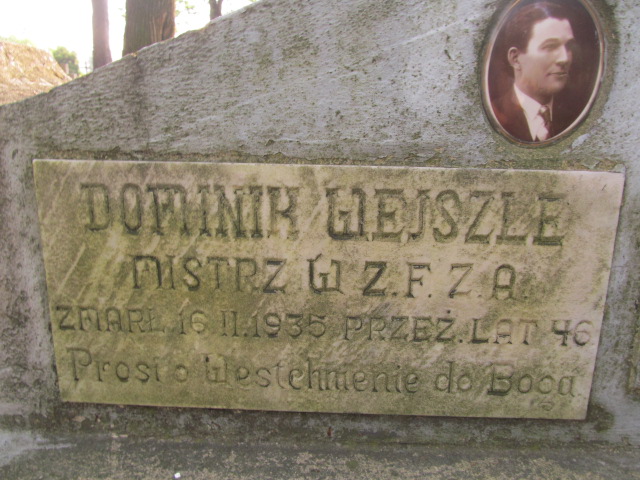 DOMINIK WEJSZLE
MISTRZ W Z.F.Z.A.
ZMARŁ 16 II.1935 PRZEŻ.LAT 46
Prosi o Westchnienie do Boga